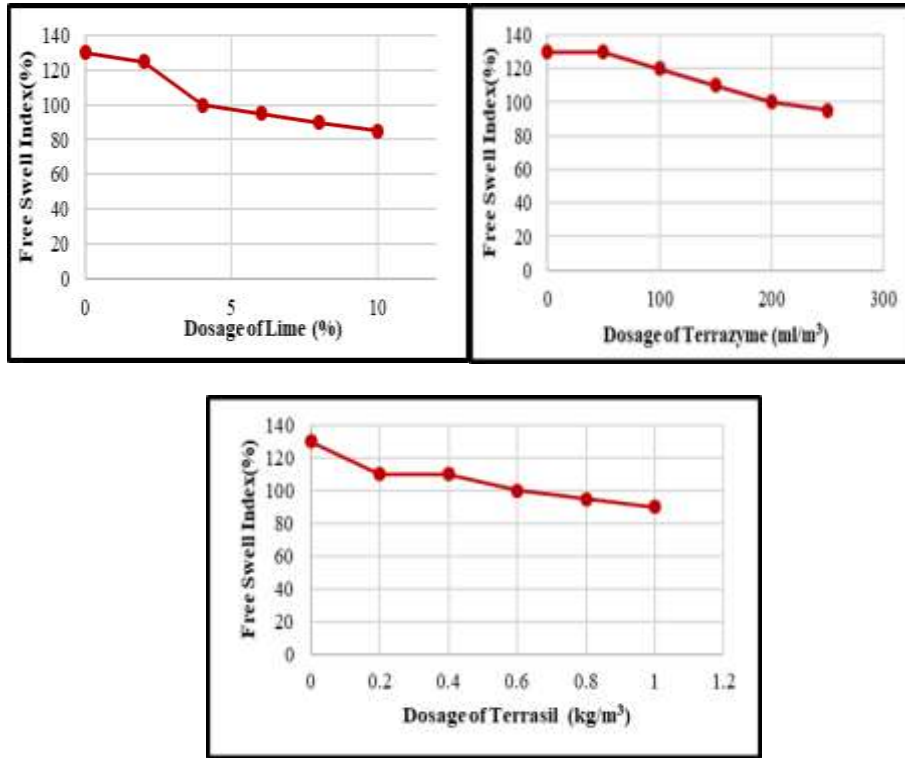 140
120
100
80
60
40
20
0
Free Swell Index(%)
0 5 10
Dosage of Lime (%)
140
120
100
80
60
40
20
0
Free Swell Index(%)
0 100 200 300
Dosage of Terrazyme (ml/m³)
140
120
100
80
60
40
20
0
Free Swell Index(%)
0 0.2 0.4 0.6 0.8 1 1.2
Dosage of Terrasil (kg/m³)